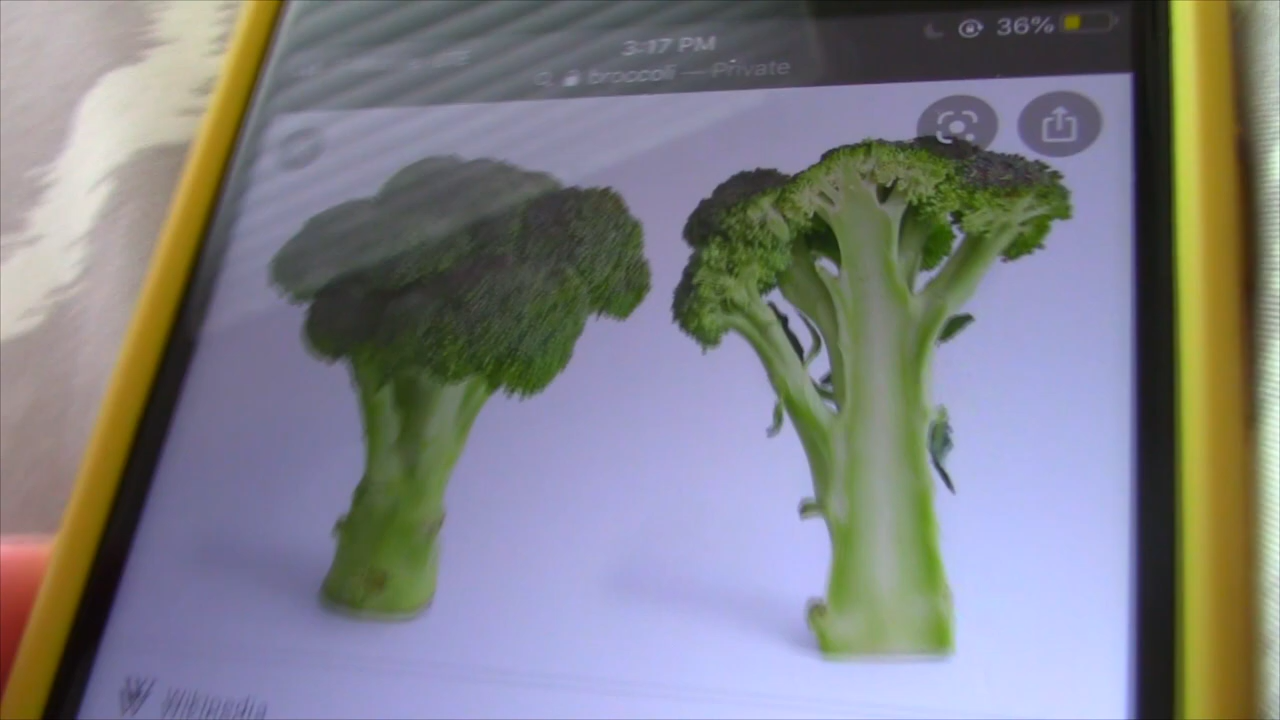 3:17 PM
36%
broccoli — Private
Wikipedia